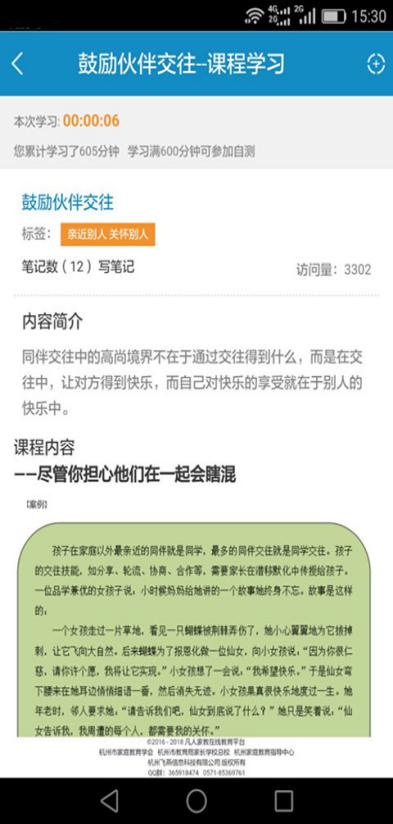 4G 2G 2G 15:30
鼓励伙伴交往--课程学习
本次学习: 00:00:06
您累计学习了605分钟 学习满600分钟可参加自测
鼓励伙伴交往
标签： 亲近别人 关怀别人
笔记数（12）写笔记
访问量：3302
内容简介
同伴交往中的高尚境界不在于通过交往得到什么，而是在交
往中，让对方得到快乐，而自己对快乐的享受就在于别人的
快乐中。
课程内容
——尽管你担心他们在一起会瞎混
【案例】
孩子在家庭以外最亲近的同伴就是同学，最多的同伴交往就是同学交往。孩子
的交往技能，如分享、轮流、协商、合作等，需要家长在潜移默化中传授给孩子。
一位品学兼优的女孩子说，小时候妈妈给她讲的一个故事她终身不忘。故事是这样
的：
一个女孩走过一片草地，看见一只蝴蝶被荆棘弄伤了，她小心翼翼地为它拔掉
刺，让它飞向大自然。后来蝴蝶为了报恩化做一位仙女，向小女孩说，“因为你很仁
慈，请你许个愿，我将让它实现。”小女孩想了一会说，“我希望快乐。”于是仙女弯
下腰来在她耳边悄悄细语一番，然后消失无迹，小女孩果真很快乐地度过一生。她
年老时，邻人要求她，“请告诉我们吧，仙女到底说了什么？”她只是笑着说，“仙
女告诉我，我周遭的每个人，都需要我的关怀。”
©2016 - 2018 凡人家教在线教育平台
杭州市家庭教育学会 杭州市教育局家长学校总校 杭州家庭教育指导中心
杭州飞燕信息科技有限公司 版权所有
QQ群：365918474 0571-85369761